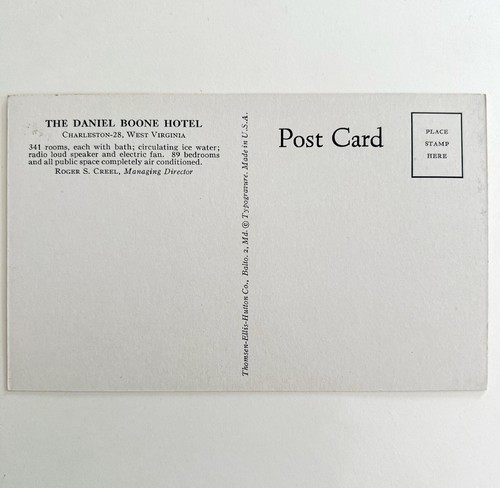 THE DANIEL BOONE HOTEL
CHARLESTON-28, WEST VIRGINIA
341 rooms, each with bath; circulating ice water;
radio loud speaker and electric fan. 89 bedrooms
and all public space completely air conditioned.
ROGER S. CREEL, Managing Director
Thomsen-Ellis-Hutton Co., Balto. 2, Md. © Typogravure. Made in U.S.A.
Post Card
PLACE
STAMP
HERE